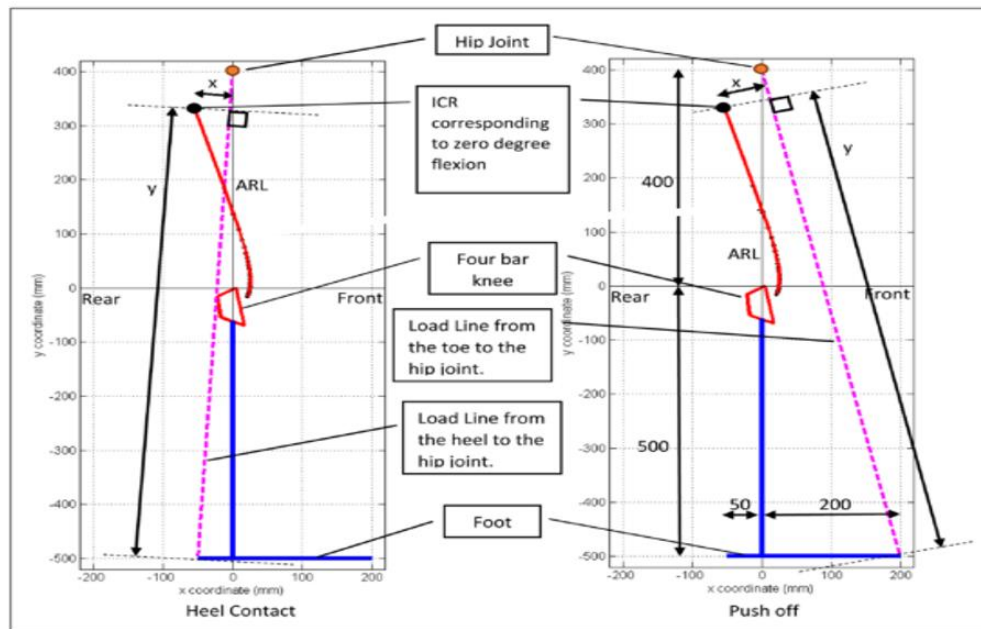 Hip Joint
ICR
corresponding
to zero degree
flexion
Four bar
knee
Load Line from
the toe to the
hip joint.
Load Line from
the heel to the
hip joint.
Foot
400
300
200
100
0
-100
-200
-300
-400
-500
y coordinate (mm)
x
y
ARL
Rear
Front
-200
-100
0
100
200
x coordinate (mm)
Heel Contact
400
300
200
100
0
-100
-200
-300
-400
-500
y coordinate (mm)
x
y
400
ARL
Rear
Front
500
50
200
-200
-100
0
100
200
x coordinate (mm)
Push off